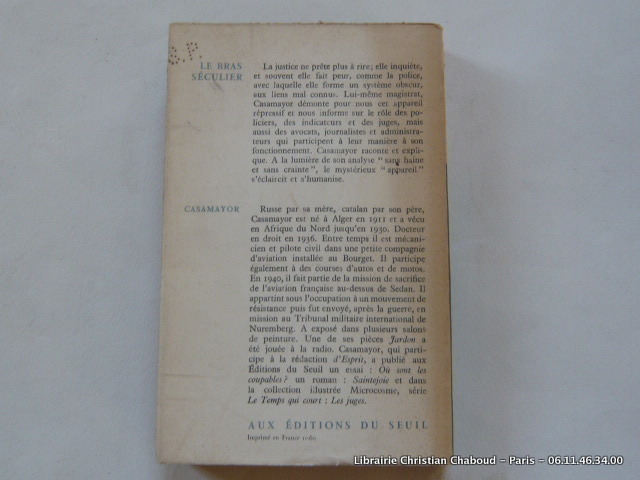 S.P.
LE BRAS
SÉCULIER
La justice ne prête plus à rire; elle inquiète,
et souvent elle fait peur, comme la police,
avec laquelle elle forme un système obscur,
aux liens mal connus. Lui-même magistrat,
Casamayor démonte pour nous cet appareil
répressif et nous informe sur le rôle des po-
liciers, des indicateurs et des juges, mais
aussi des avocats, journalistes et administra-
teurs qui participent à leur manière à son
fonctionnement. Casamayor raconte et expli-
que. A la lumière de son analyse "sans haine
et sans crainte", le mystérieux "appareil"
s'éclaircit et s'humanise.
CASAMAYOR
Russe par sa mère, catalan par son père,
Casamayor est né à Alger en 1911 et a vécu
en Afrique du Nord jusqu'en 1930. Docteur
en droit en 1936. Entre temps il est mécani-
cien et pilote civil dans une petite compagnie
d'aviation installée au Bourget. Il participe
également à des courses d'autos et de motos.
En 1940, il fait partie de la mission de sacrifice
de l'aviation française au-dessus de Sedan. Il
appartint sous l'occupation à un mouvement de
résistance puis fut envoyé, après la guerre, en
mission au Tribunal militaire international de
Nuremberg. A exposé dans plusieurs salons
de peinture. Une de ses pièces Jardon a
été jouée à la radio. Casamayor, qui parti-
cipe à la rédaction d'Esprit, a publié aux
Éditions du Seuil un essai : Où sont les
coupables? un roman : Saintejoie et dans
la collection illustrée Microcosme, série
Le Temps qui court : Les juges.
AUX ÉDITIONS DU SEUIL
Imprimé en France
Librairie Christian Chaboud - Paris - 06.11.46.34.00